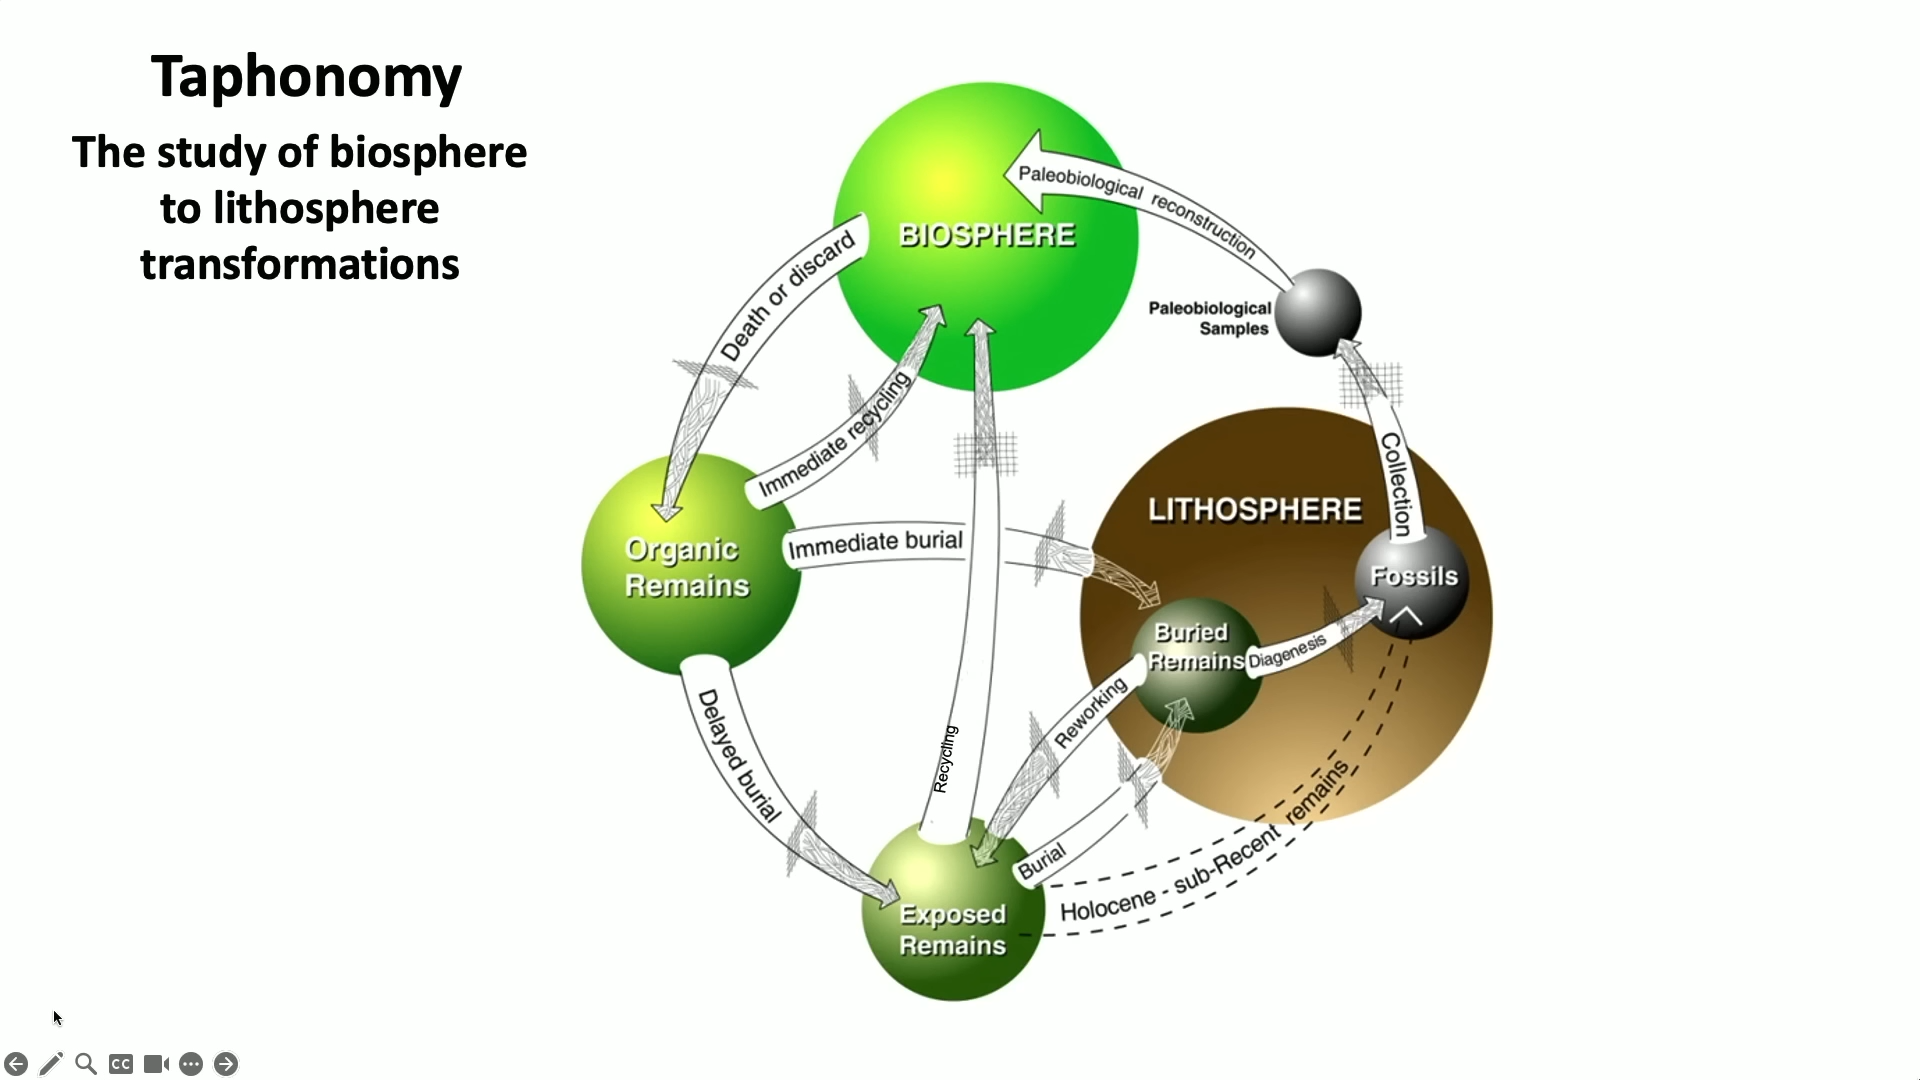 Taphonomy
The study of biosphere
to lithosphere
transformations
BIOSPHERE
Paleobiological reconstruction
Paleobiological
Samples
Death or discard
Immediate recycling
Collection
LITHOSPHERE
Organic
Remains
Immediate burial
Fossils
Buried
Remains
Diagenesis
Reworking
Recycling
Delayed burial
Burial
Holocene - sub-Recent remains
Exposed
Remains
CC